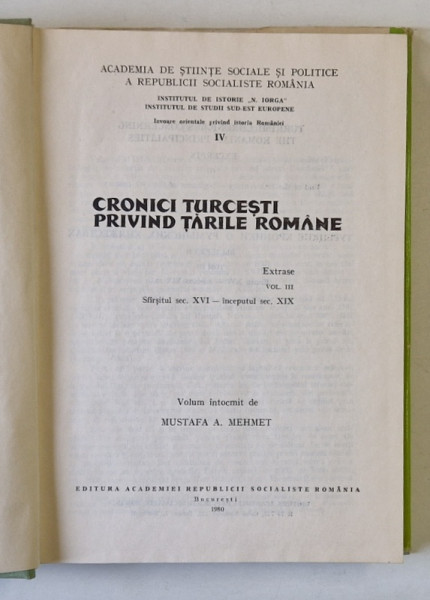 ACADEMIA DE ȘTIINȚE SOCIALE ȘI POLITICE
A REPUBLICII SOCIALISTE ROMÂNIA
INSTITUTUL DE ISTORIE „N. IORGA"
INSTITUTUL DE STUDII SUD-EST EUROPENE
Izvoare orientale privind istoria României
IV
CRONICI TURCEȘTI
PRIVIND ȚĂRILE ROMÂNE
Extrase
VOL. III
Sfîrșitul sec. XVI — începutul sec. XIX
Volum întocmit de
MUSTAFA A. MEHMET
EDITURA ACADEMIEI REPUBLICII SOCIALISTE ROMÂNIA
București
1980